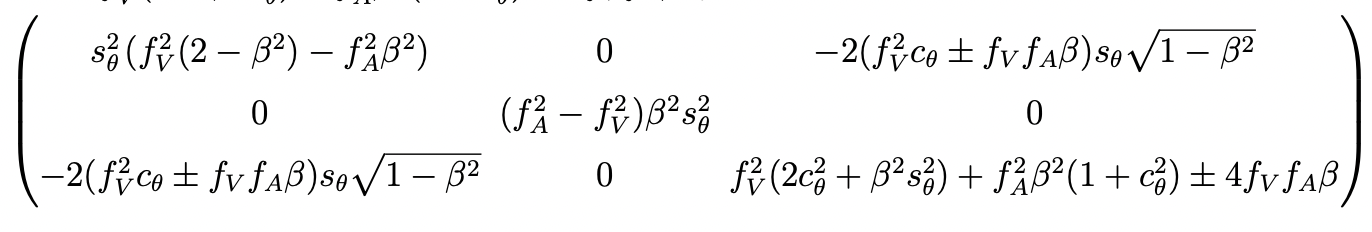 s_θ^2(f_V^2(2 − β^2) − f_A^2β^2) 0 −2(f_V^2c_θ ± f_Vf_Aβ)s_θ√(1 − β^2)
0 (f_A^2 − f_V^2)β^2s_θ^2 0
−2(f_V^2c_θ ± f_Vf_Aβ)s_θ√(1 − β^2) 0 f_V^2(2c_θ^2 + β^2s_θ^2) + f_A^2β^2(1 + c_θ^2) ± 4f_Vf_Aβ